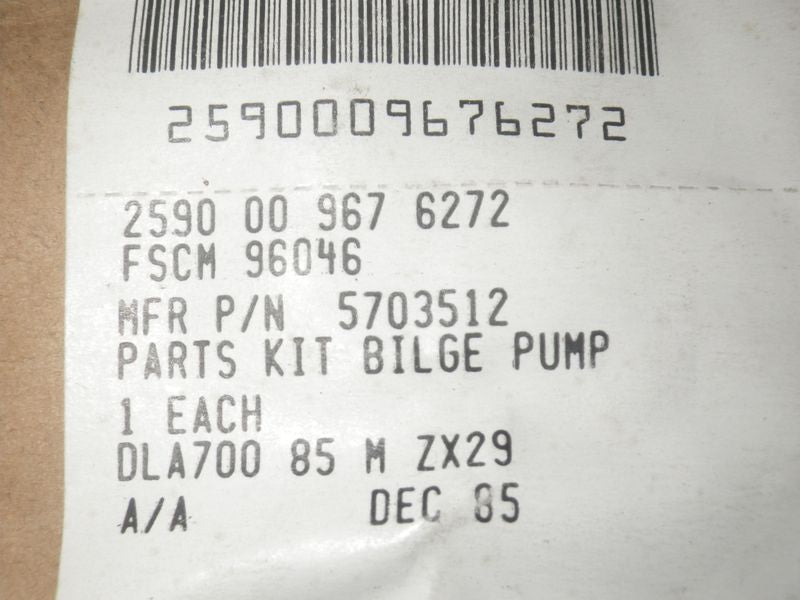 2590009676272
2590 00 967 6272
FSCM 96046
MFR P/N 5703512
PARTS KIT BILGE PUMP
1 EACH
DLA700 85 M ZX29
A/A DEC 85